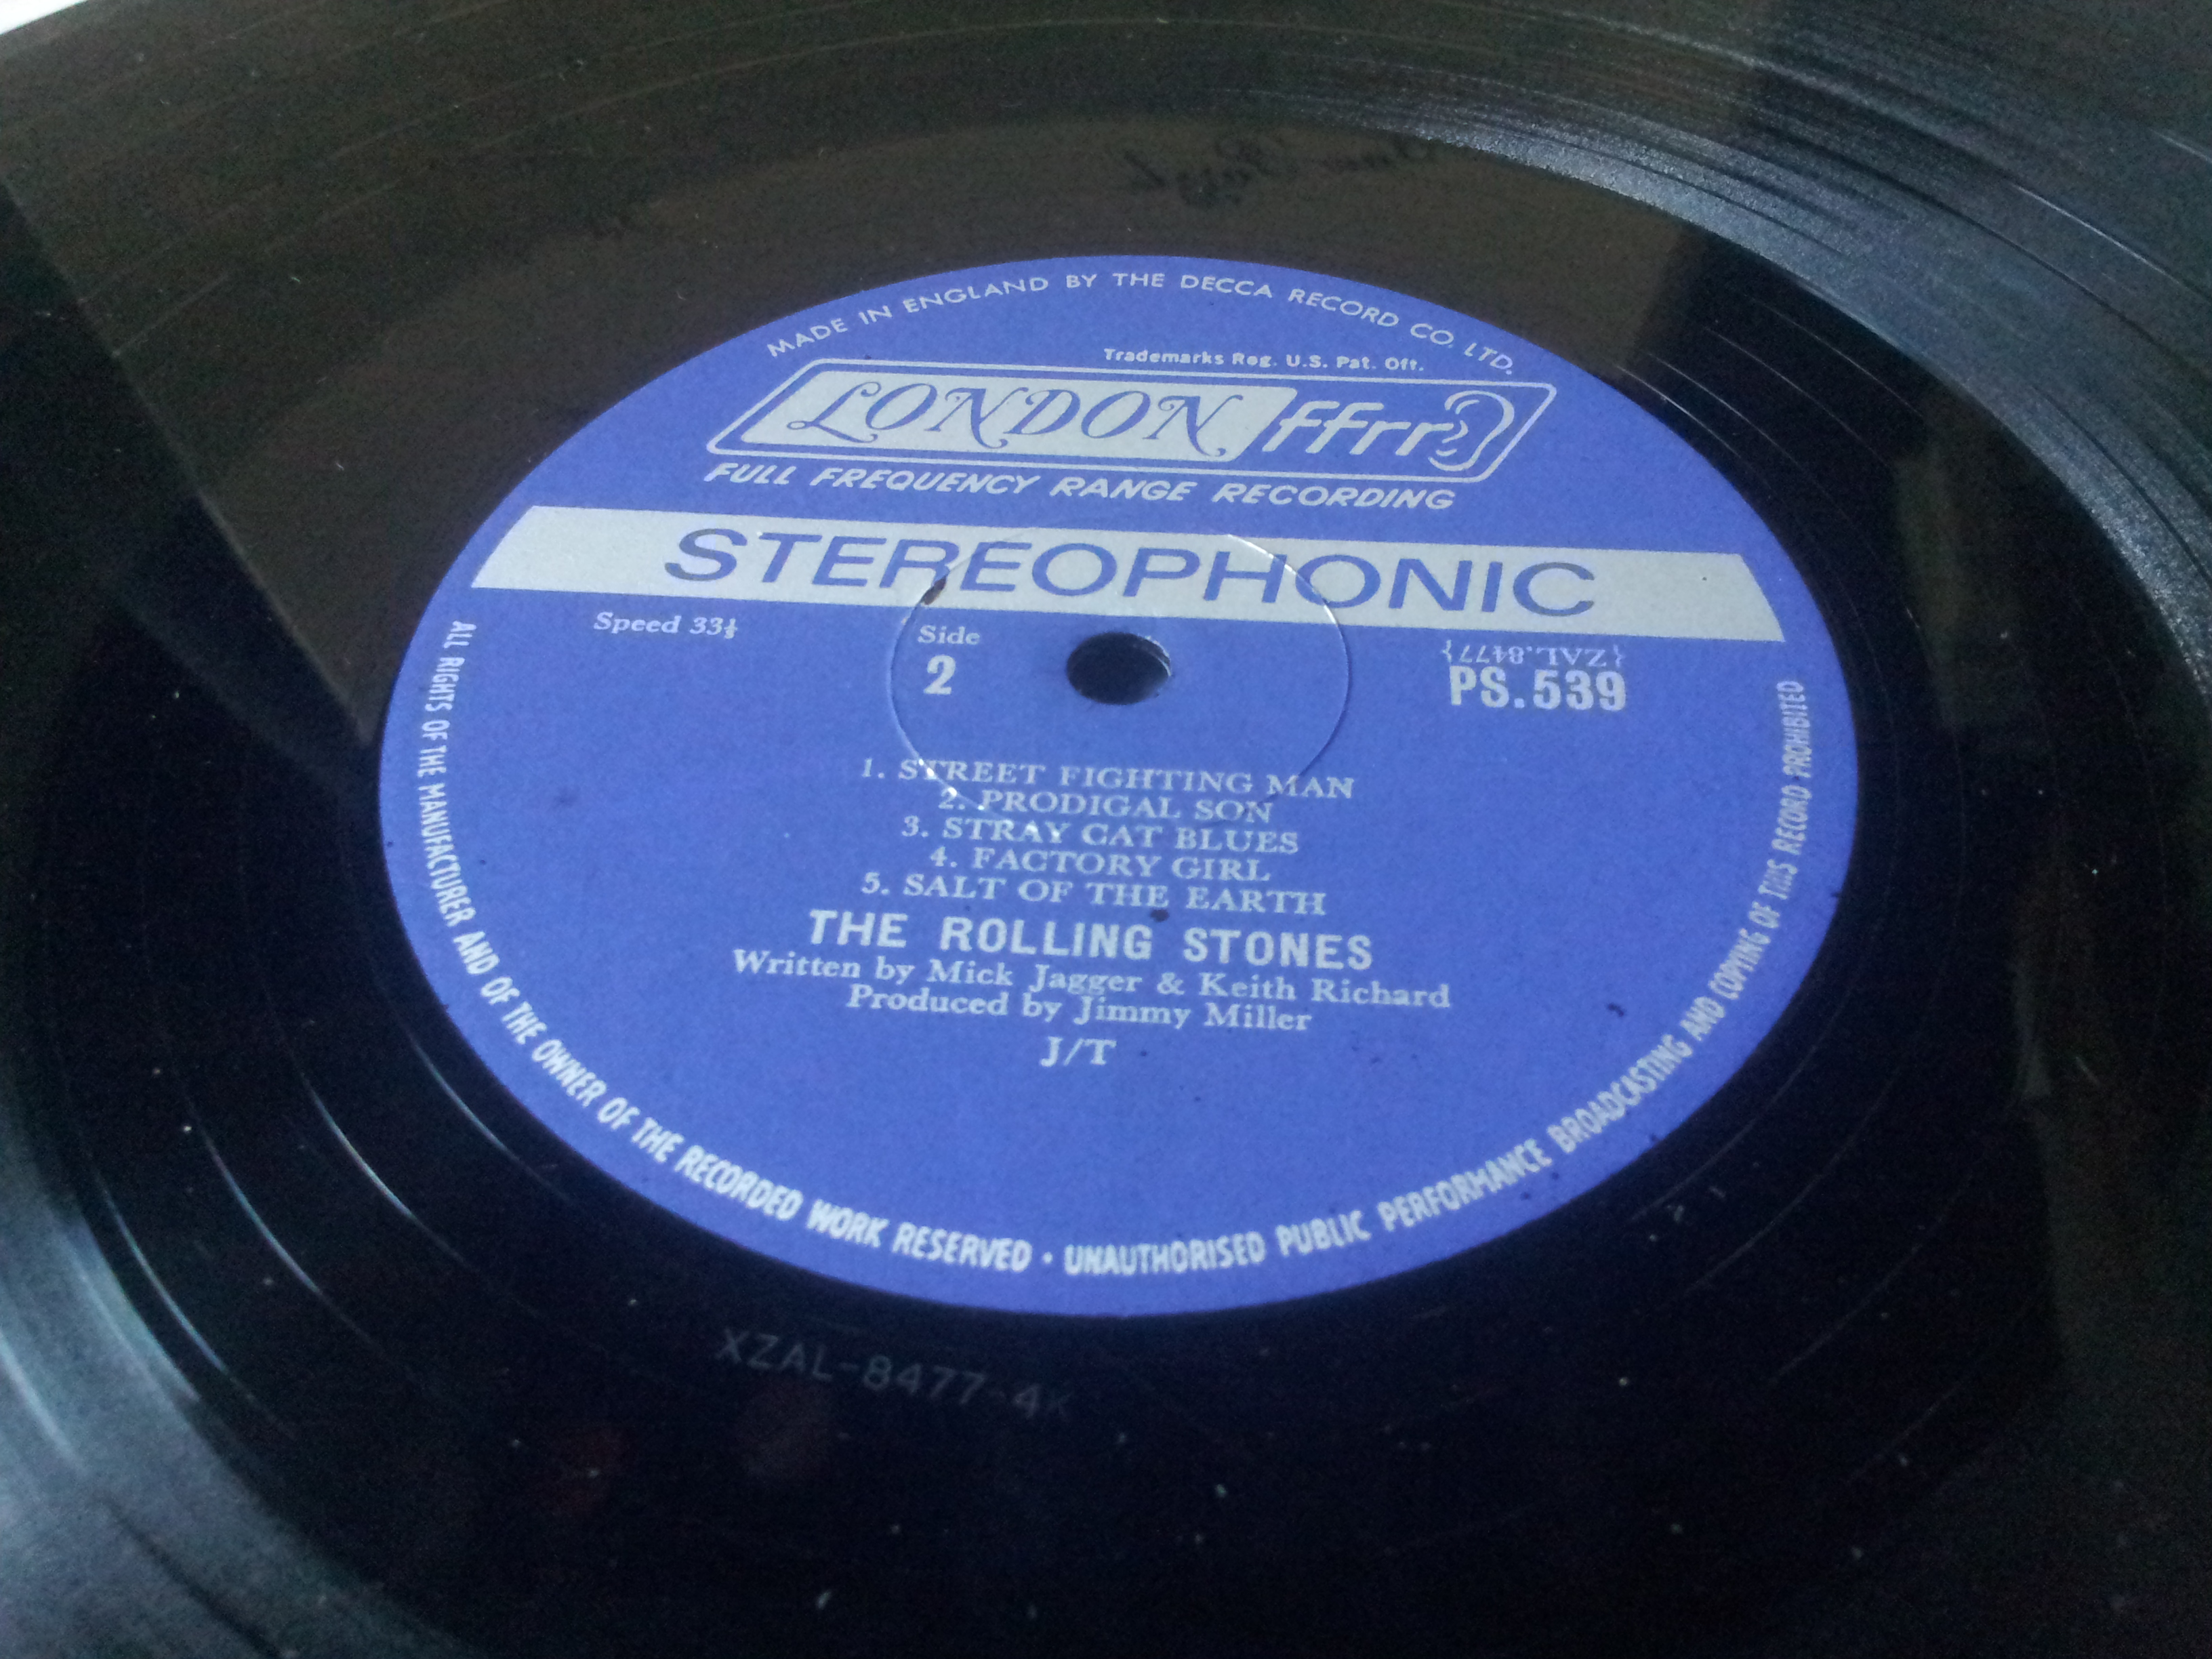 MADE IN ENGLAND BY THE DECCA RECORD CO. LTD.
Trademarks Reg. U.S. Pat. Off.
LONDON ffrr
FULL FREQUENCY RANGE RECORDING
STEREOPHONIC
Speed 33⅓
Side
2
{ZAL.8477}
PS.539
1. STREET FIGHTING MAN
2. PRODIGAL SON
3. STRAY CAT BLUES
4. FACTORY GIRL
5. SALT OF THE EARTH
THE ROLLING STONES
Written by Mick Jagger & Keith Richard
Produced by Jimmy Miller
J/T
ALL RIGHTS OF THE MANUFACTURER AND OF THE OWNER OF THE RECORDED WORK RESERVED · UNAUTHORISED PUBLIC PERFORMANCE BROADCASTING AND COPYING OF THIS RECORD PROHIBITED
XZAL-8477-4K